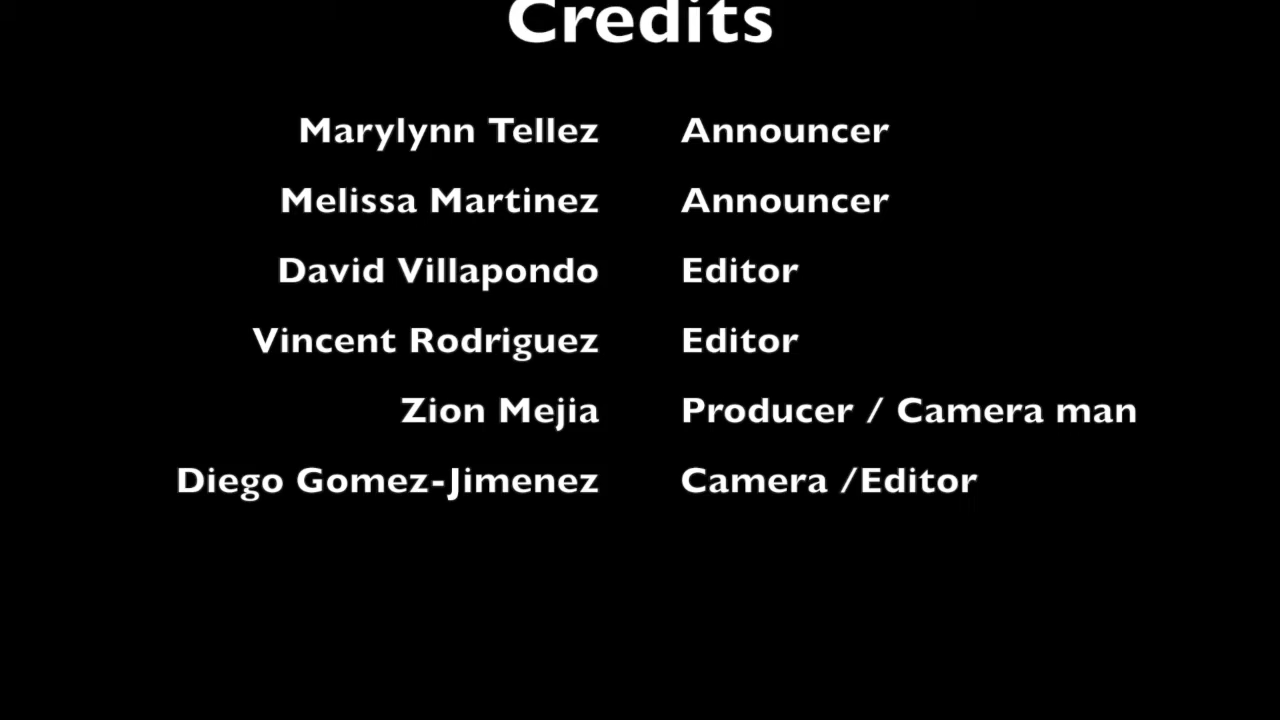 Credits
Marylynn Tellez Announcer
Melissa Martinez Announcer
David Villapondo Editor
Vincent Rodriguez Editor
Zion Mejia Producer / Camera man
Diego Gomez-Jimenez Camera /Editor